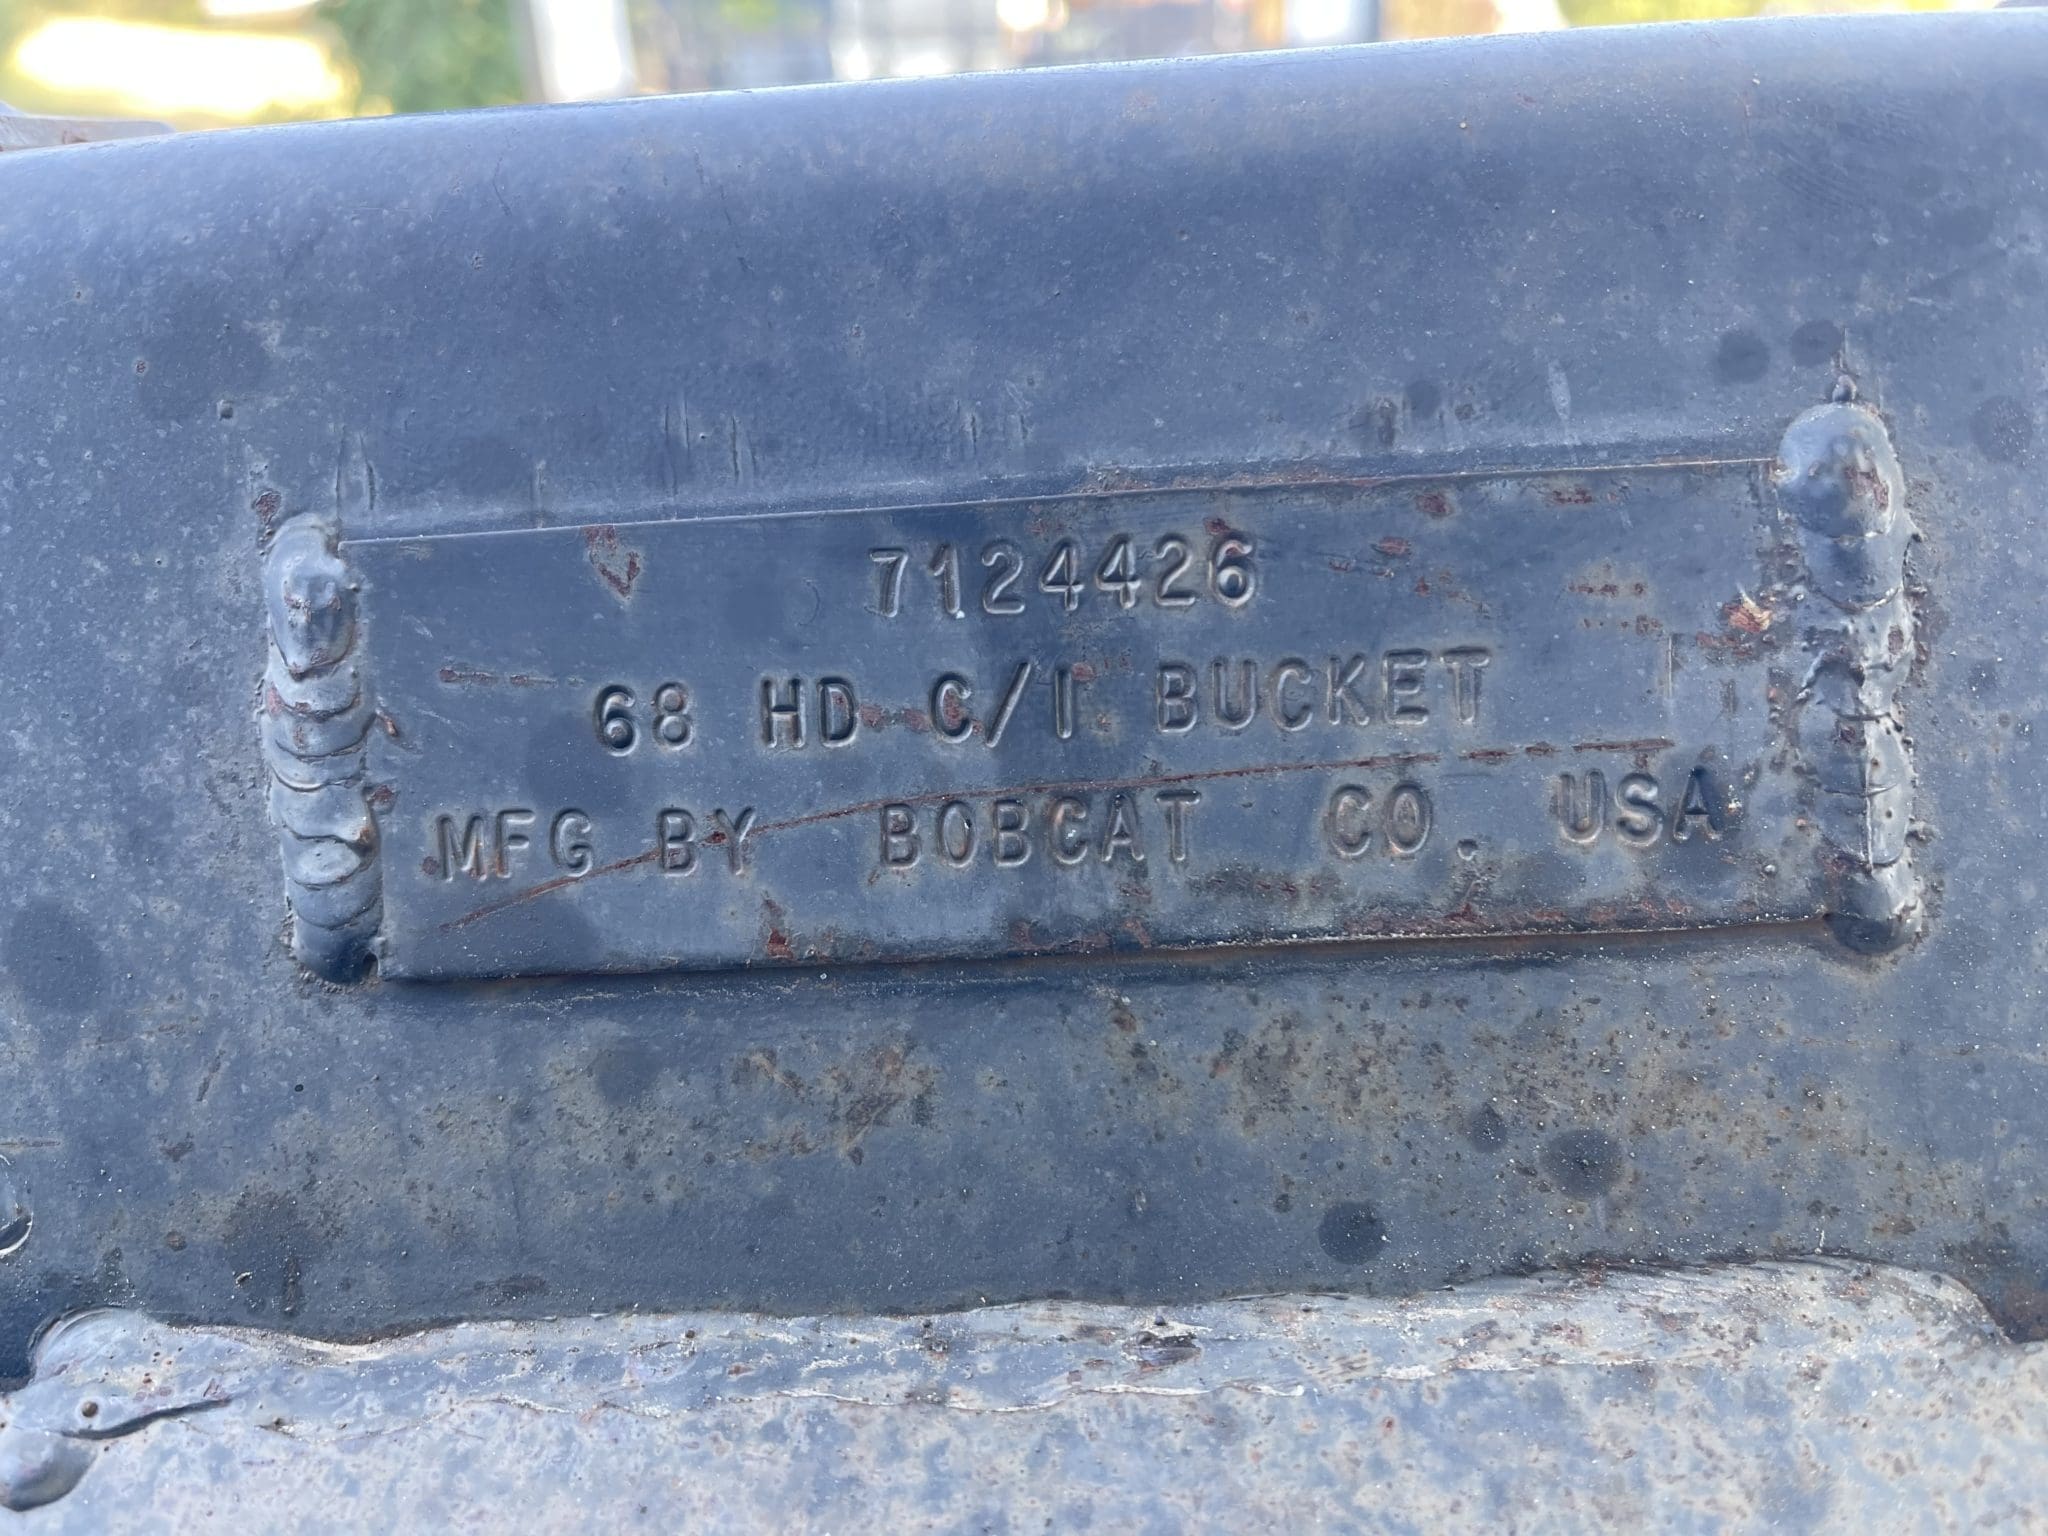 7124426
68 HD C/I BUCKET
MFG BY BOBCAT CO. USA